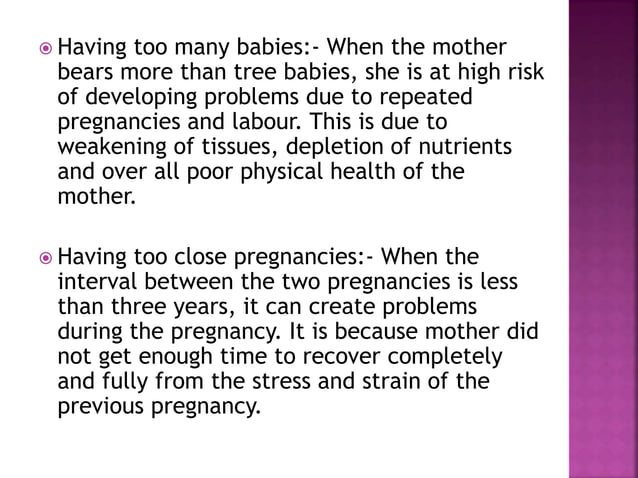 Having too many babies:- When the mother
bears more than tree babies, she is at high risk
of developing problems due to repeated
pregnancies and labour. This is due to
weakening of tissues, depletion of nutrients
and over all poor physical health of the
mother.
Having too close pregnancies:- When the
interval between the two pregnancies is less
than three years, it can create problems
during the pregnancy. It is because mother did
not get enough time to recover completely
and fully from the stress and strain of the
previous pregnancy.